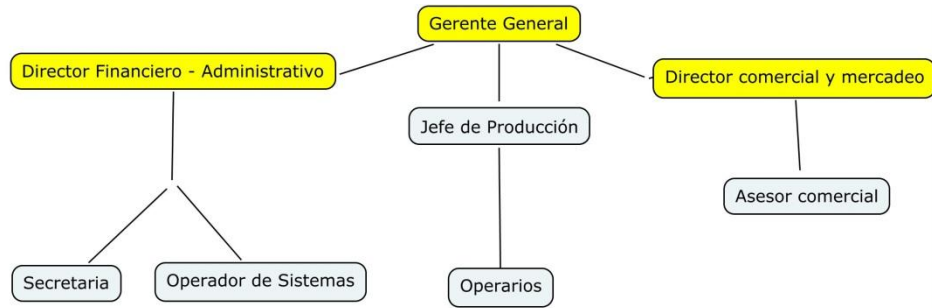 Gerente General
Director Financiero - Administrativo
Director comercial y mercadeo
Jefe de Producción
Asesor comercial
Secretaria
Operador de Sistemas
Operarios